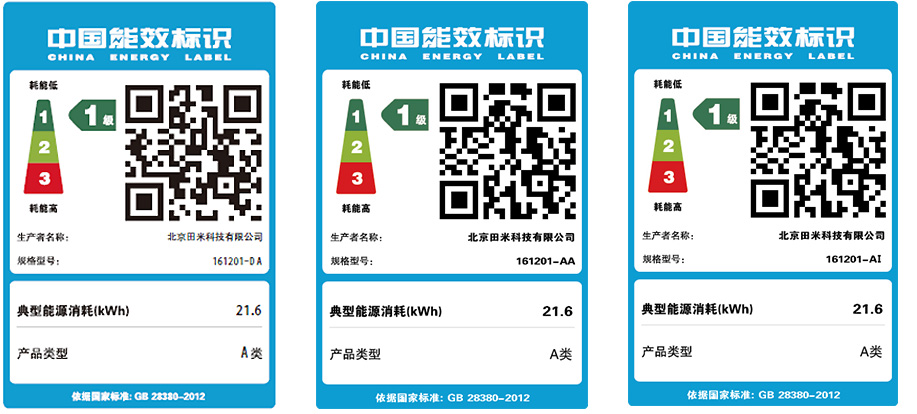 中国能效标识
CHINA ENERGY LABEL
耗能低
1
1级
2
3
耗能高
生产者名称： 北京田米科技有限公司
规格型号： 161201-DA
典型能源消耗(kWh) 21.6
产品类型 A类
依据国家标准: GB 28380-2012
中国能效标识
CHINA ENERGY LABEL
耗能低
1
1级
2
3
耗能高
生产者名称： 北京田米科技有限公司
规格型号： 161201-AA
典型能源消耗(kWh) 21.6
产品类型 A类
依据国家标准: GB 28380-2012
中国能效标识
CHINA ENERGY LABEL
耗能低
1
1级
2
3
耗能高
生产者名称： 北京田米科技有限公司
规格型号： 161201-AI
典型能源消耗(kWh) 21.6
产品类型 A类
依据国家标准: GB 28380-2012